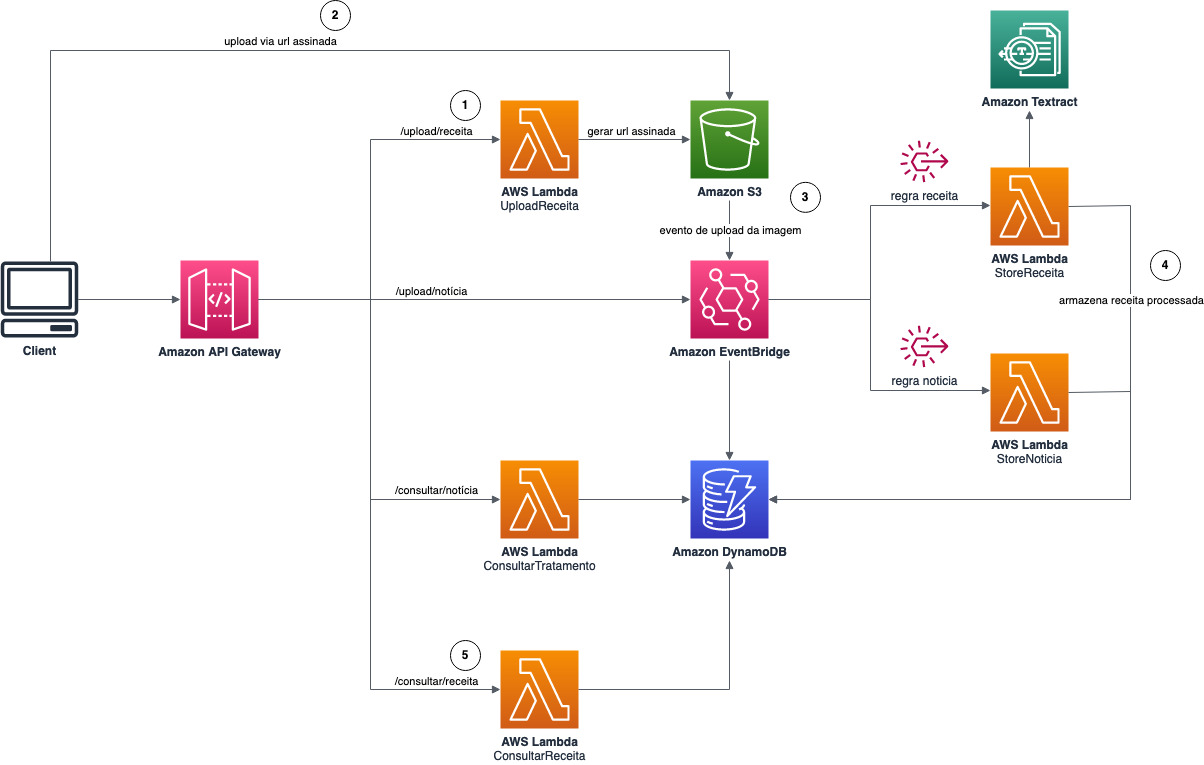 2
upload via url assinada
Amazon Textract
1
/upload/receita
gerar url assinada
AWS Lambda
UploadReceita
Amazon S3
3
regra receita
evento de upload da imagem
AWS Lambda
StoreReceita
4
armazena receita processada
/upload/notícia
Client
Amazon API Gateway
Amazon EventBridge
regra noticia
AWS Lambda
StoreNoticia
/consultar/notícia
AWS Lambda
ConsultarTratamento
Amazon DynamoDB
5
/consultar/receita
AWS Lambda
ConsultarReceita